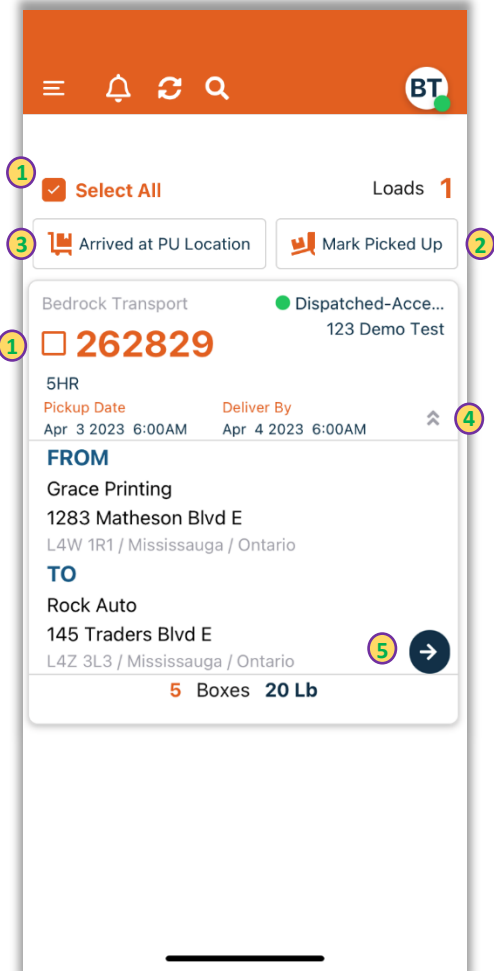 BT
1
Select All
Loads 1
3
Arrived at PU Location
Mark Picked Up
2
Bedrock Transport
Dispatched-Acce...
1
262829
123 Demo Test
5HR
Pickup Date
Deliver By
Apr 3 2023 6:00AM
Apr 4 2023 6:00AM
4
FROM
Grace Printing
1283 Matheson Blvd E
L4W 1R1 / Mississauga / Ontario
TO
Rock Auto
145 Traders Blvd E
5
L4Z 3L3 / Mississauga / Ontario
5 Boxes 20 Lb